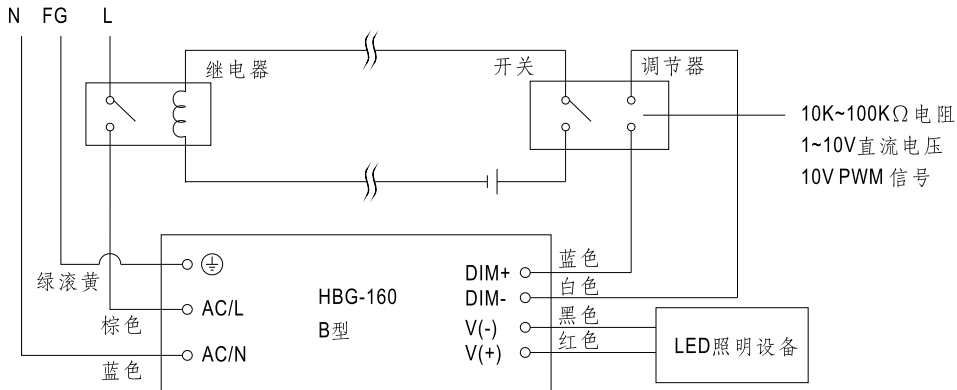 N FG L
继电器
开关
调节器
10K~100KΩ电阻
1~10V直流电压
10V PWM 信号
绿滚黄
棕色
AC/L
蓝色
AC/N
HBG-160
B型
DIM+
蓝色
DIM-
白色
V(-)
黑色
V(+)
红色
LED照明设备